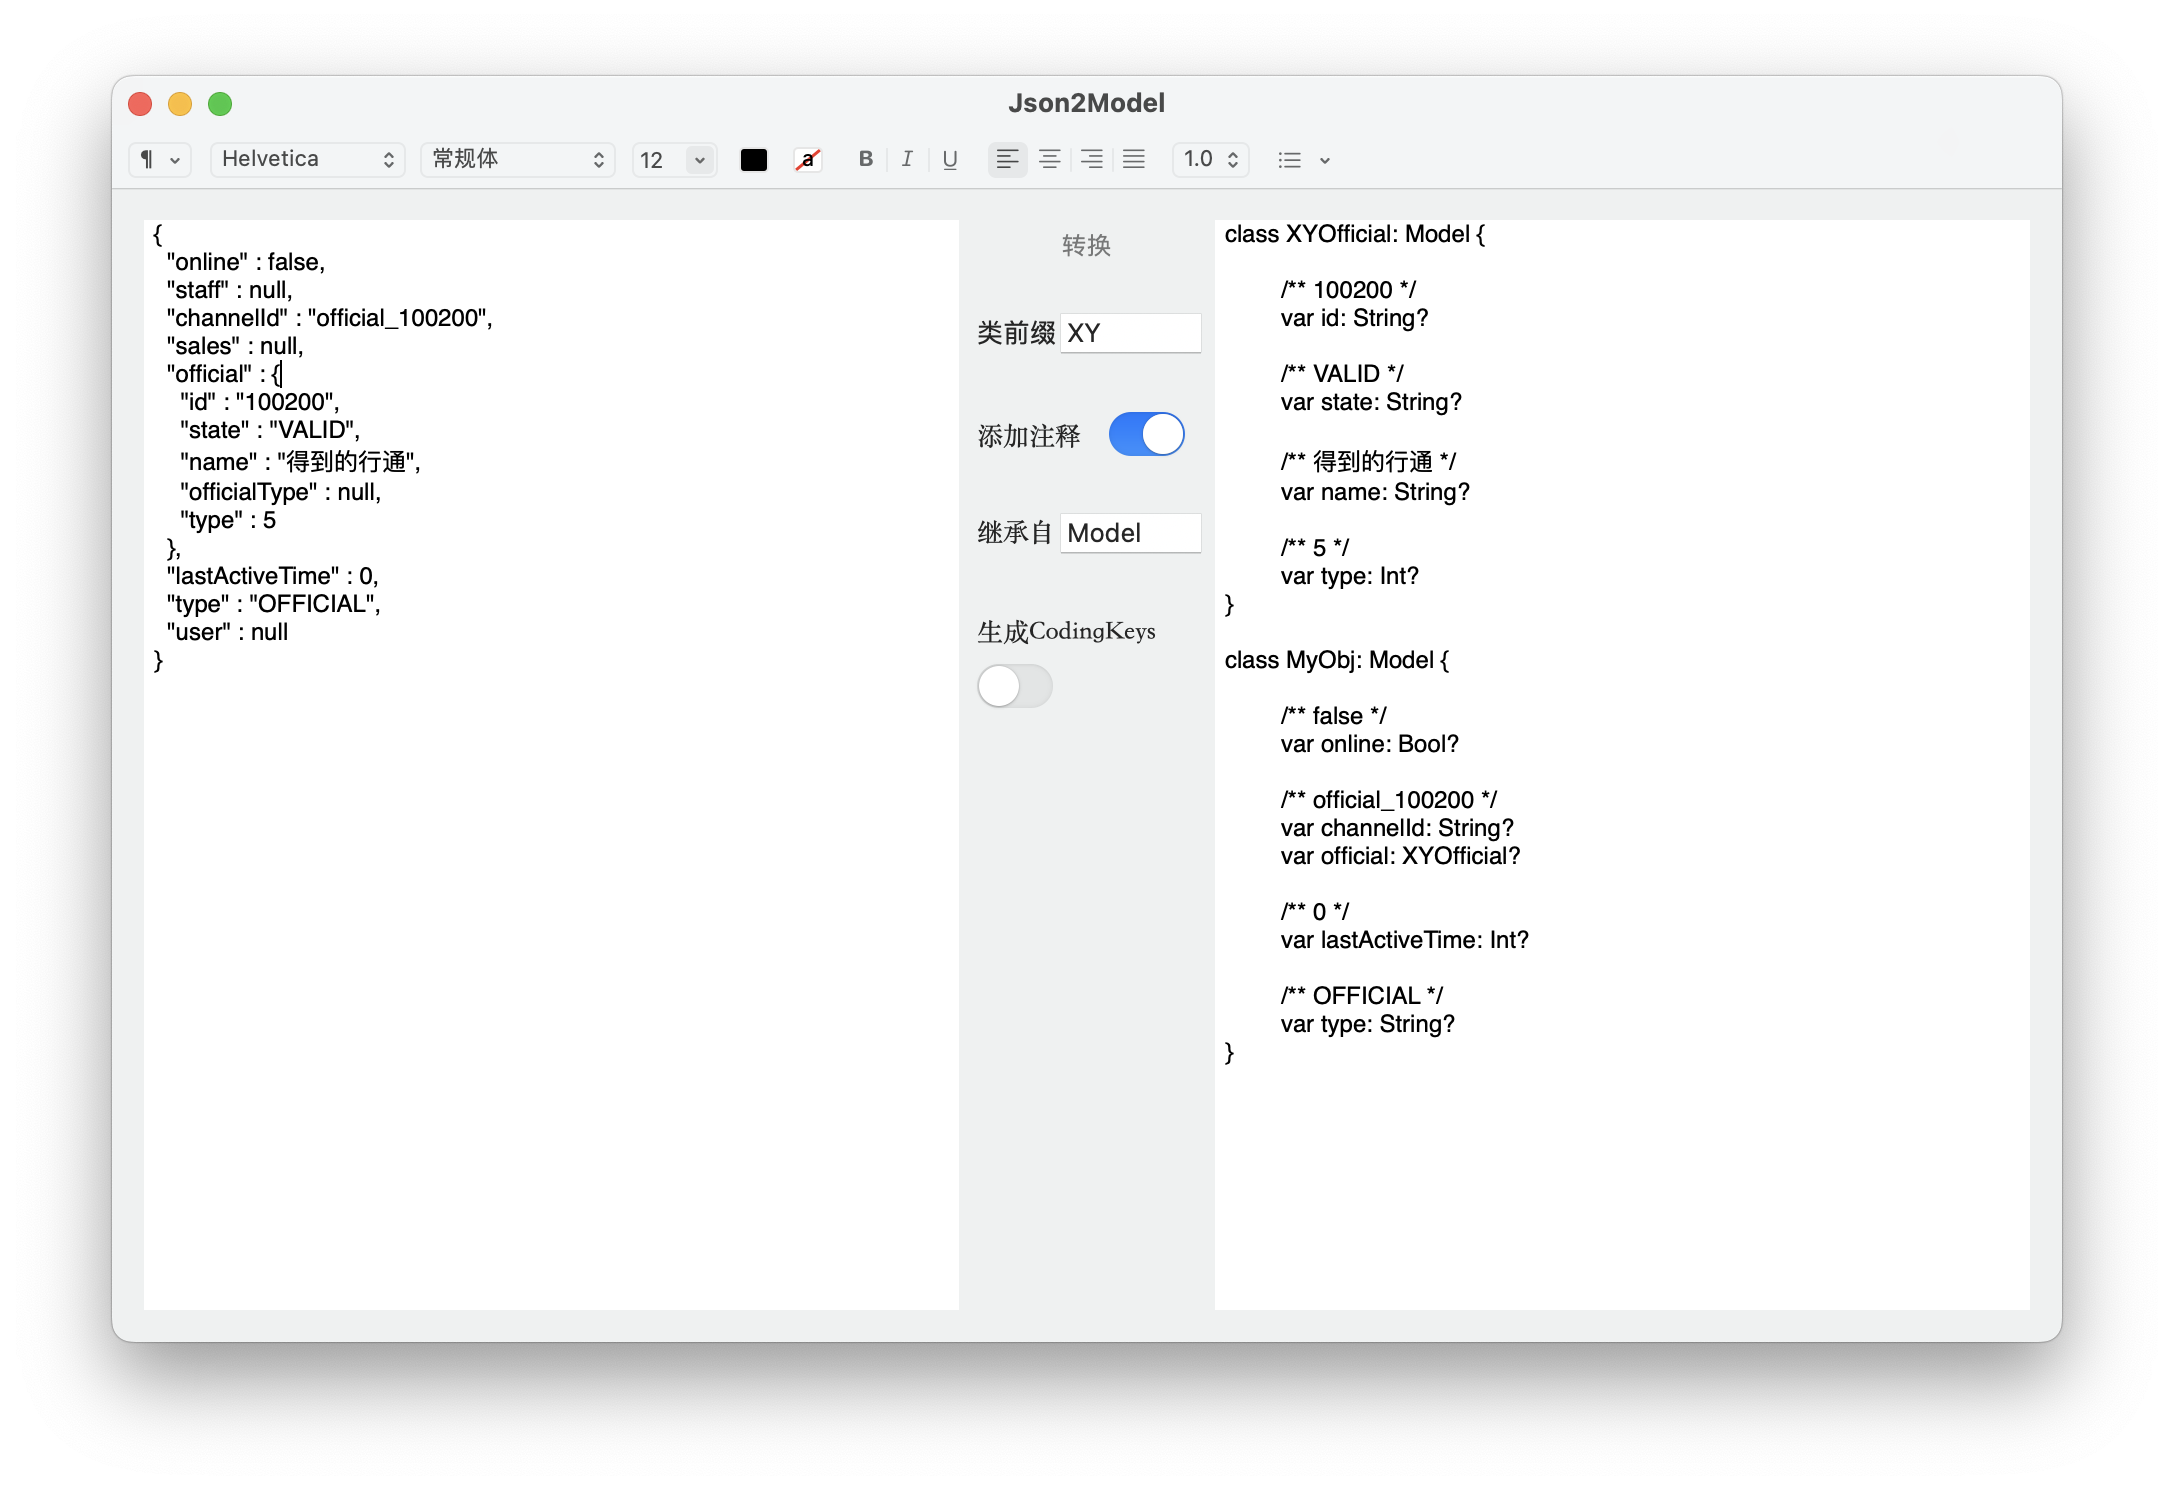 Json2Model
¶ Helvetica 常规体 12 a B I U 1.0
{
"online" : false,
"staff" : null,
"channelId" : "official_100200",
"sales" : null,
"official" : {
"id" : "100200",
"state" : "VALID",
"name" : "得到的行通",
"officialType" : null,
"type" : 5
},
"lastActiveTime" : 0,
"type" : "OFFICIAL",
"user" : null
}
转换
类前缀 XY
添加注释
继承自 Model
生成CodingKeys
class XYOfficial: Model {
/** 100200 */
var id: String?
/** VALID */
var state: String?
/** 得到的行通 */
var name: String?
/** 5 */
var type: Int?
}
class MyObj: Model {
/** false */
var online: Bool?
/** official_100200 */
var channelId: String?
var official: XYOfficial?
/** 0 */
var lastActiveTime: Int?
/** OFFICIAL */
var type: String?
}